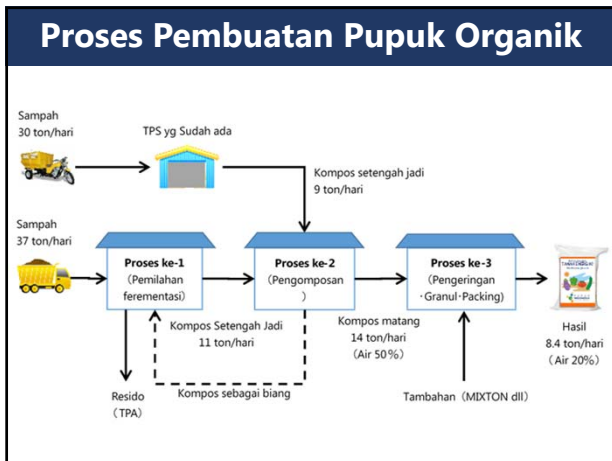 Proses Pembuatan Pupuk Organik
Sampah
30 ton/hari
TPS yg Sudah ada
Kompos setengah jadi
9 ton/hari
Sampah
37 ton/hari
Proses ke-1
(Pemilahan
ferementasi)
Proses ke-2
(Pengomposan
)
Proses ke-3
(Pengeringan
・Granul・Packing)
Kompos Setengah Jadi
11 ton/hari
Kompos matang
14 ton/hari
(Air 50%)
Hasil
8.4 ton/hari
(Air 20%)
Resido
(TPA)
Kompos sebagai biang
Tambahan (MIXTON dll)